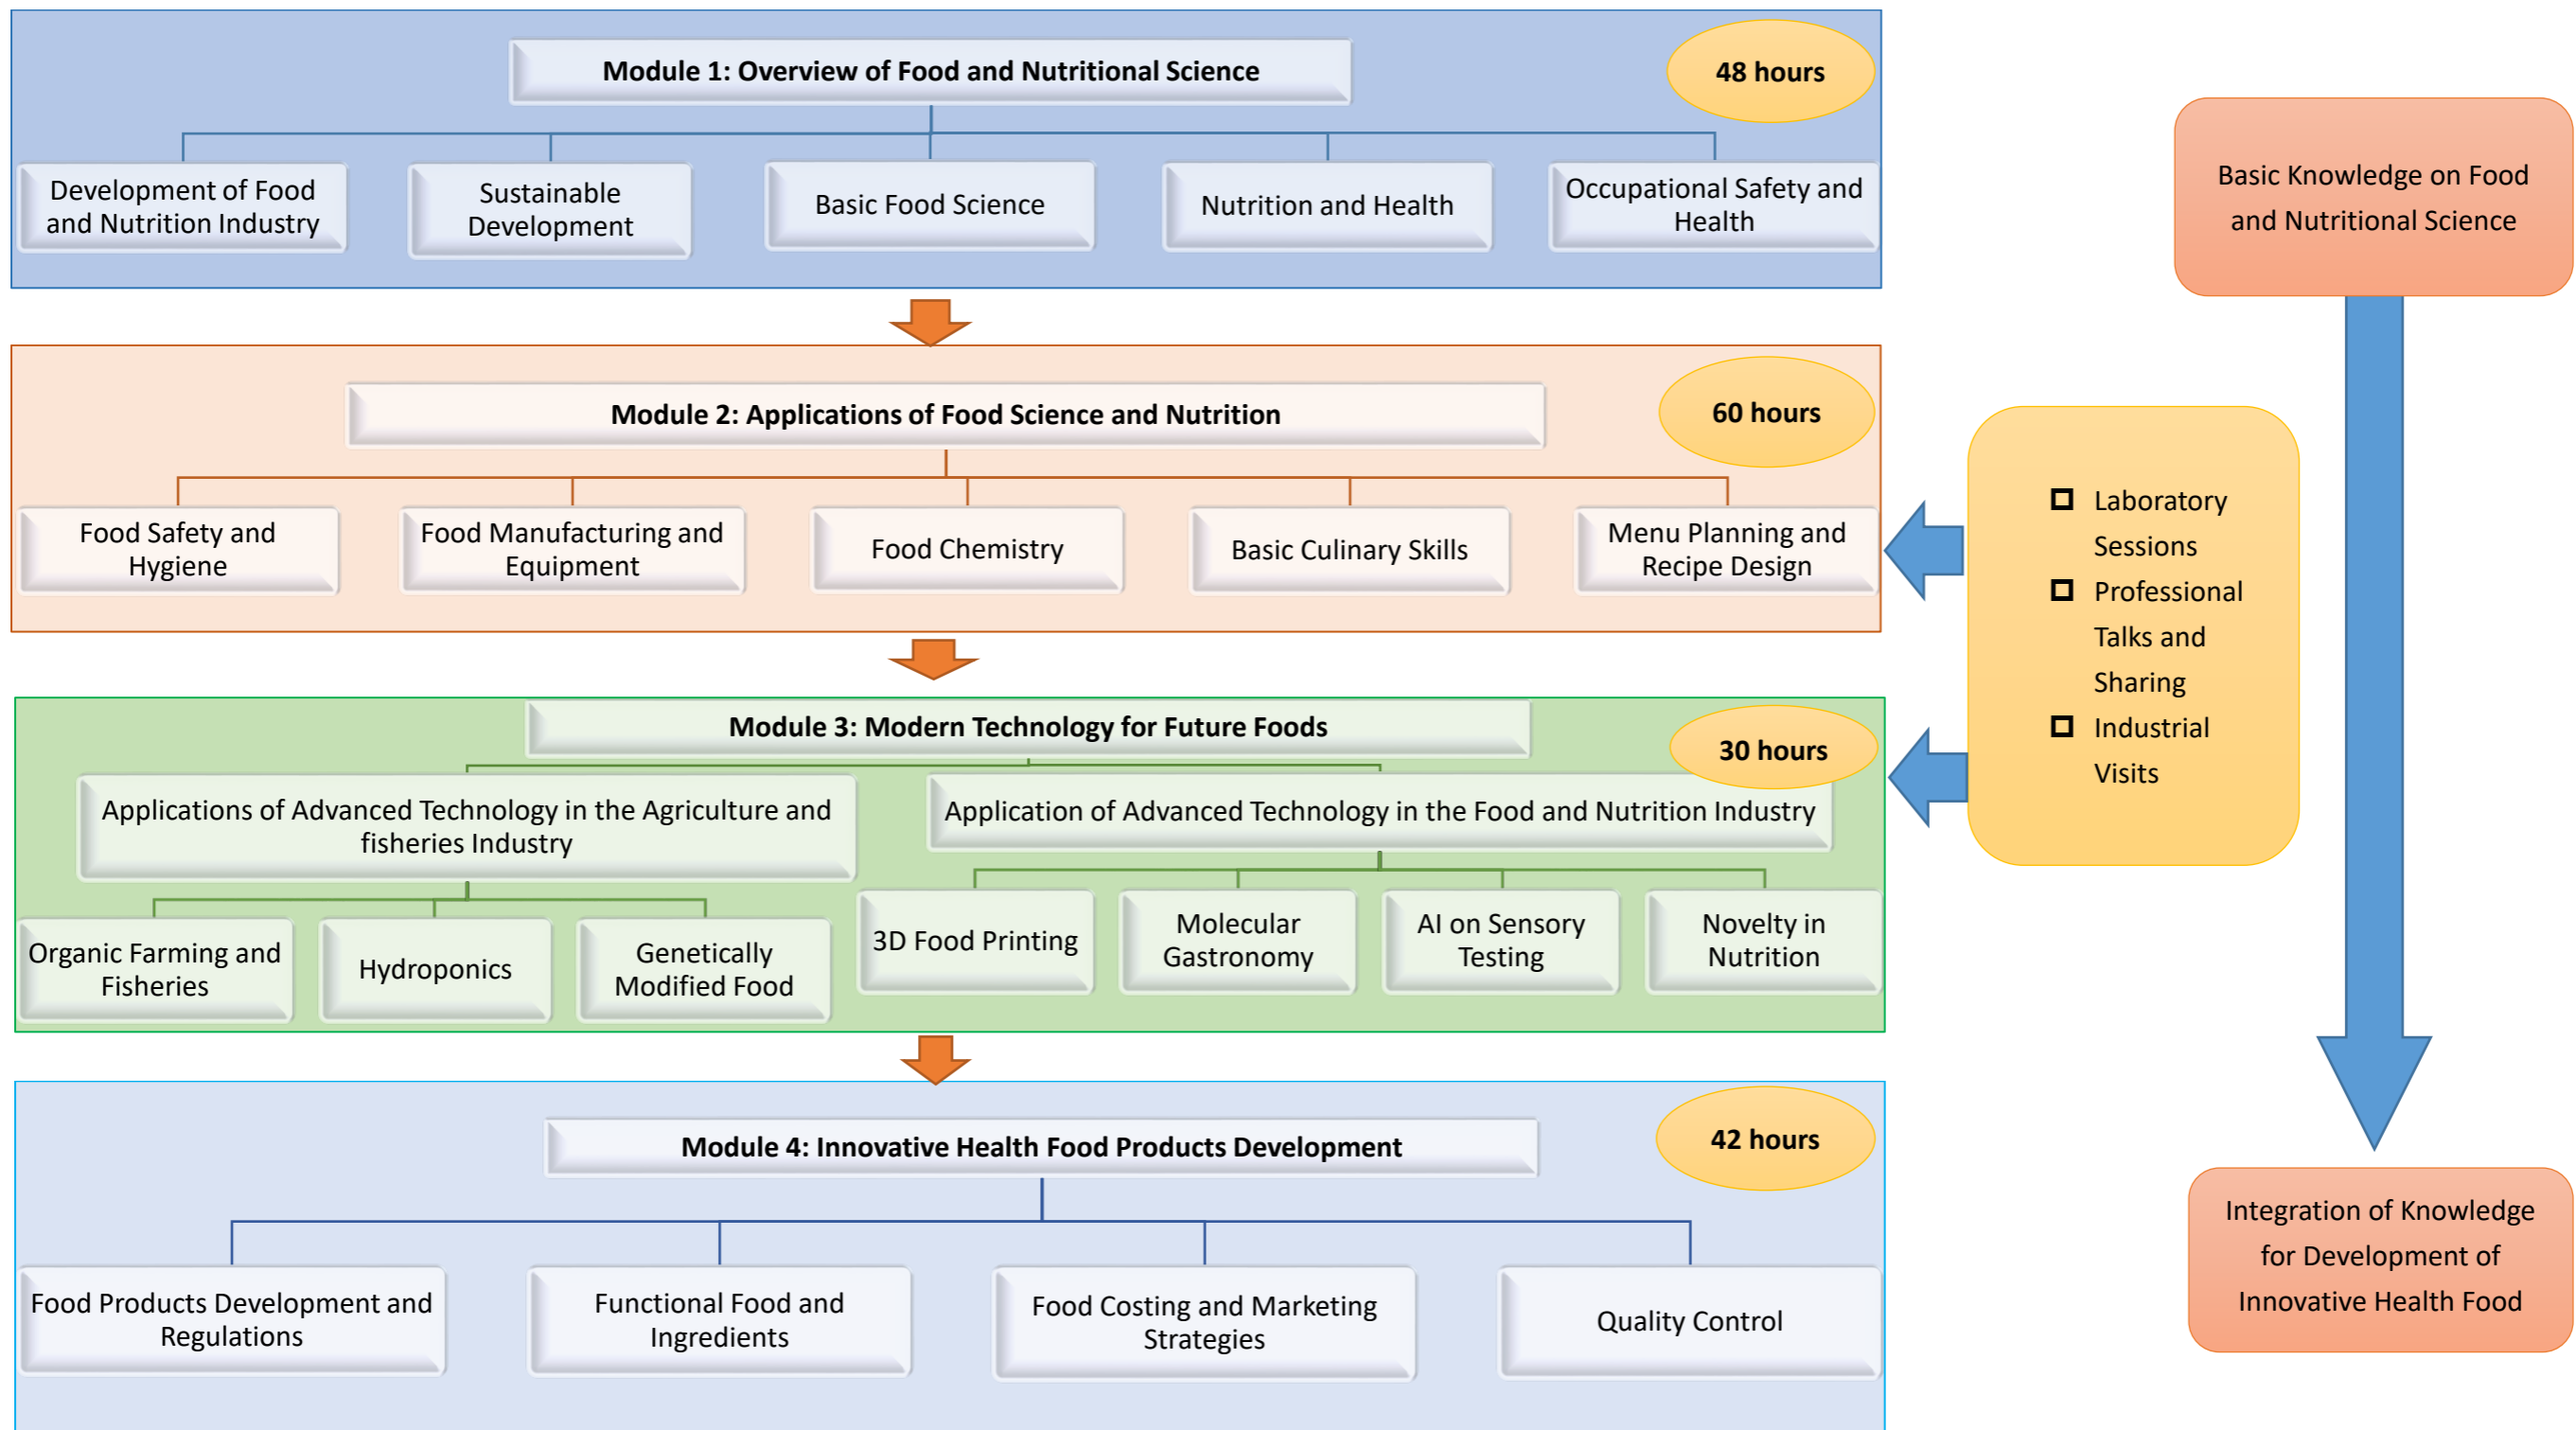 Module 1: Overview of Food and Nutritional Science
48 hours
Development of Food
and Nutrition Industry
Sustainable
Development
Basic Food Science
Nutrition and Health
Occupational Safety and
Health
Module 2: Applications of Food Science and Nutrition
60 hours
Food Safety and
Hygiene
Food Manufacturing and
Equipment
Food Chemistry
Basic Culinary Skills
Menu Planning and
Recipe Design
Module 3: Modern Technology for Future Foods
30 hours
Applications of Advanced Technology in the Agriculture and
fisheries Industry
Application of Advanced Technology in the Food and Nutrition Industry
Organic Farming and
Fisheries
Hydroponics
Genetically
Modified Food
3D Food Printing
Molecular
Gastronomy
AI on Sensory
Testing
Novelty in
Nutrition
Module 4: Innovative Health Food Products Development
42 hours
Food Products Development and
Regulations
Functional Food and
Ingredients
Food Costing and Marketing
Strategies
Quality Control
Laboratory
Sessions
Professional
Talks and
Sharing
Industrial
Visits
Basic Knowledge on Food
and Nutritional Science
Integration of Knowledge
for Development of
Innovative Health Food